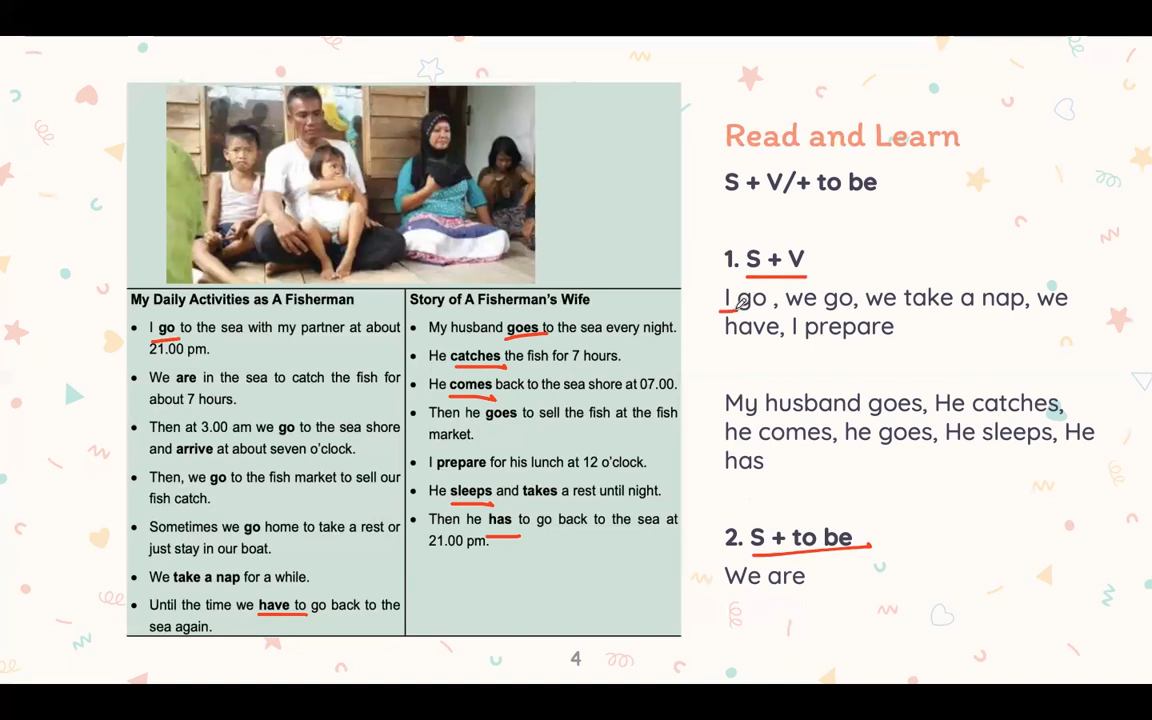 My Daily Activities as A Fisherman
I go to the sea with my partner at about
21.00 pm.
We are in the sea to catch the fish for
about 7 hours.
Then at 3.00 am we go to the sea shore
and arrive at about seven o'clock.
Then, we go to the fish market to sell our
fish catch.
Sometimes we go home to take a rest or
just stay in our boat.
We take a nap for a while.
Until the time we have to go back to the
sea again.
Story of A Fisherman's Wife
My husband goes to the sea every night.
He catches the fish for 7 hours.
He comes back to the sea shore at 07.00.
Then he goes to sell the fish at the fish
market.
I prepare for his lunch at 12 o'clock.
He sleeps and takes a rest until night.
Then he has to go back to the sea at
21.00 pm.
Read and Learn
S + V/+ to be
1. S + V
I go , we go, we take a nap, we
have, I prepare
My husband goes, He catches,
he comes, he goes, He sleeps, He
has
2. S + to be
We are
4